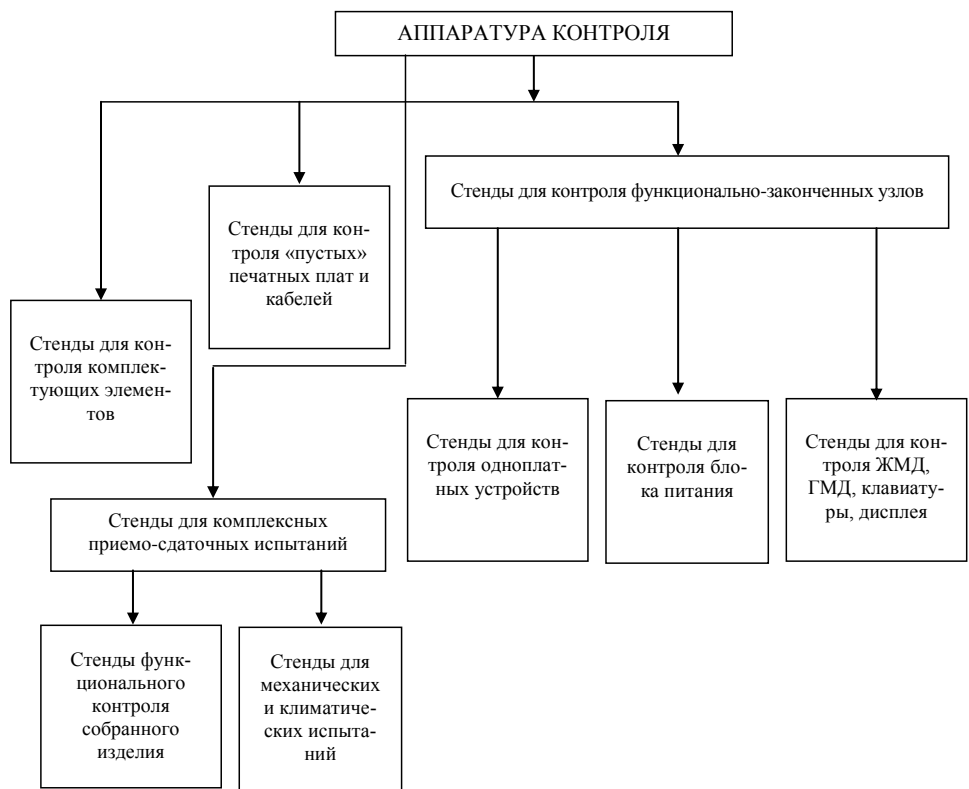 АППАРАТУРА КОНТРОЛЯ
Стенды для контроля функционально-законченных узлов
Стенды для кон-
троля «пустых»
печатных плат и
кабелей
Стенды для кон-
троля комплек-
тующих элемен-
тов
Стенды для кон-
троля одноплат-
ных устройств
Стенды для
контроля бло-
ка питания
Стенды для кон-
троля ЖМД,
ГМД, клавиату-
ры, дисплея
Стенды для комплексных
приемо-сдаточных испытаний
Стенды функ-
ционального
контроля
собранного
изделия
Стенды для
механических
и климатиче-
ских испыта-
ний